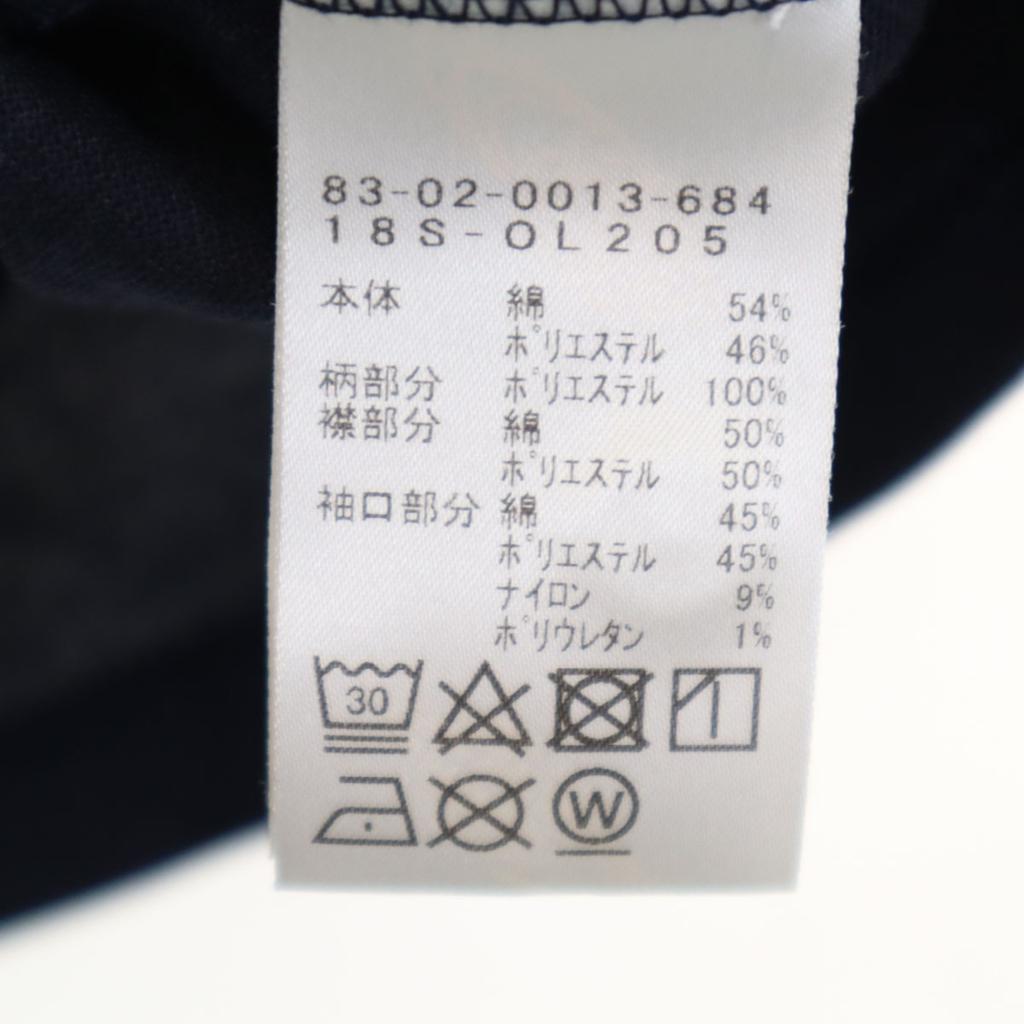 83-02-0013-684
18S-OL205
本体 綿 54%
ポリエステル 46%
柄部分 ポリエステル 100%
襟部分 綿 50%
ポリエステル 50%
袖口部分 綿 45%
ポリエステル 45%
ナイロン 9%
ポリウレタン 1%
30
W